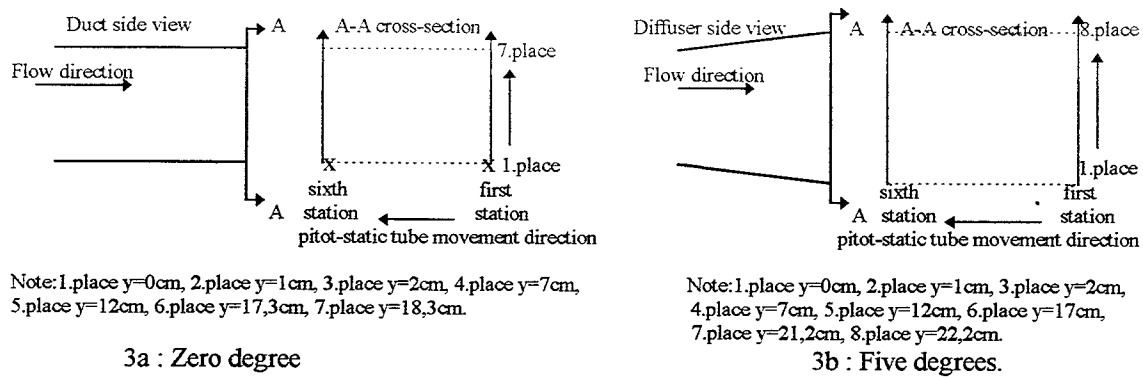 Duct side view
A
A-A cross-section
7.place
Flow direction
1.place
sixth station
first station
A
pitot-static tube movement direction
Note:1.place y=0cm, 2.place y=1cm, 3.place y=2cm, 4.place y=7cm,
5.place y=12cm, 6.place y=17,3cm, 7.place y=18,3cm.
3a : Zero degree
Diffuser side view
A
A-A cross-section
8.place
Flow direction
1.place
sixth station
first station
A
pitot-static tube movement direction
Note:1.place y=0cm, 2.place y=1cm, 3.place y=2cm,
4.place y=7cm, 5.place y=12cm, 6.place y=17cm,
7.place y=21,2cm, 8.place y=22,2cm.
3b : Five degrees.